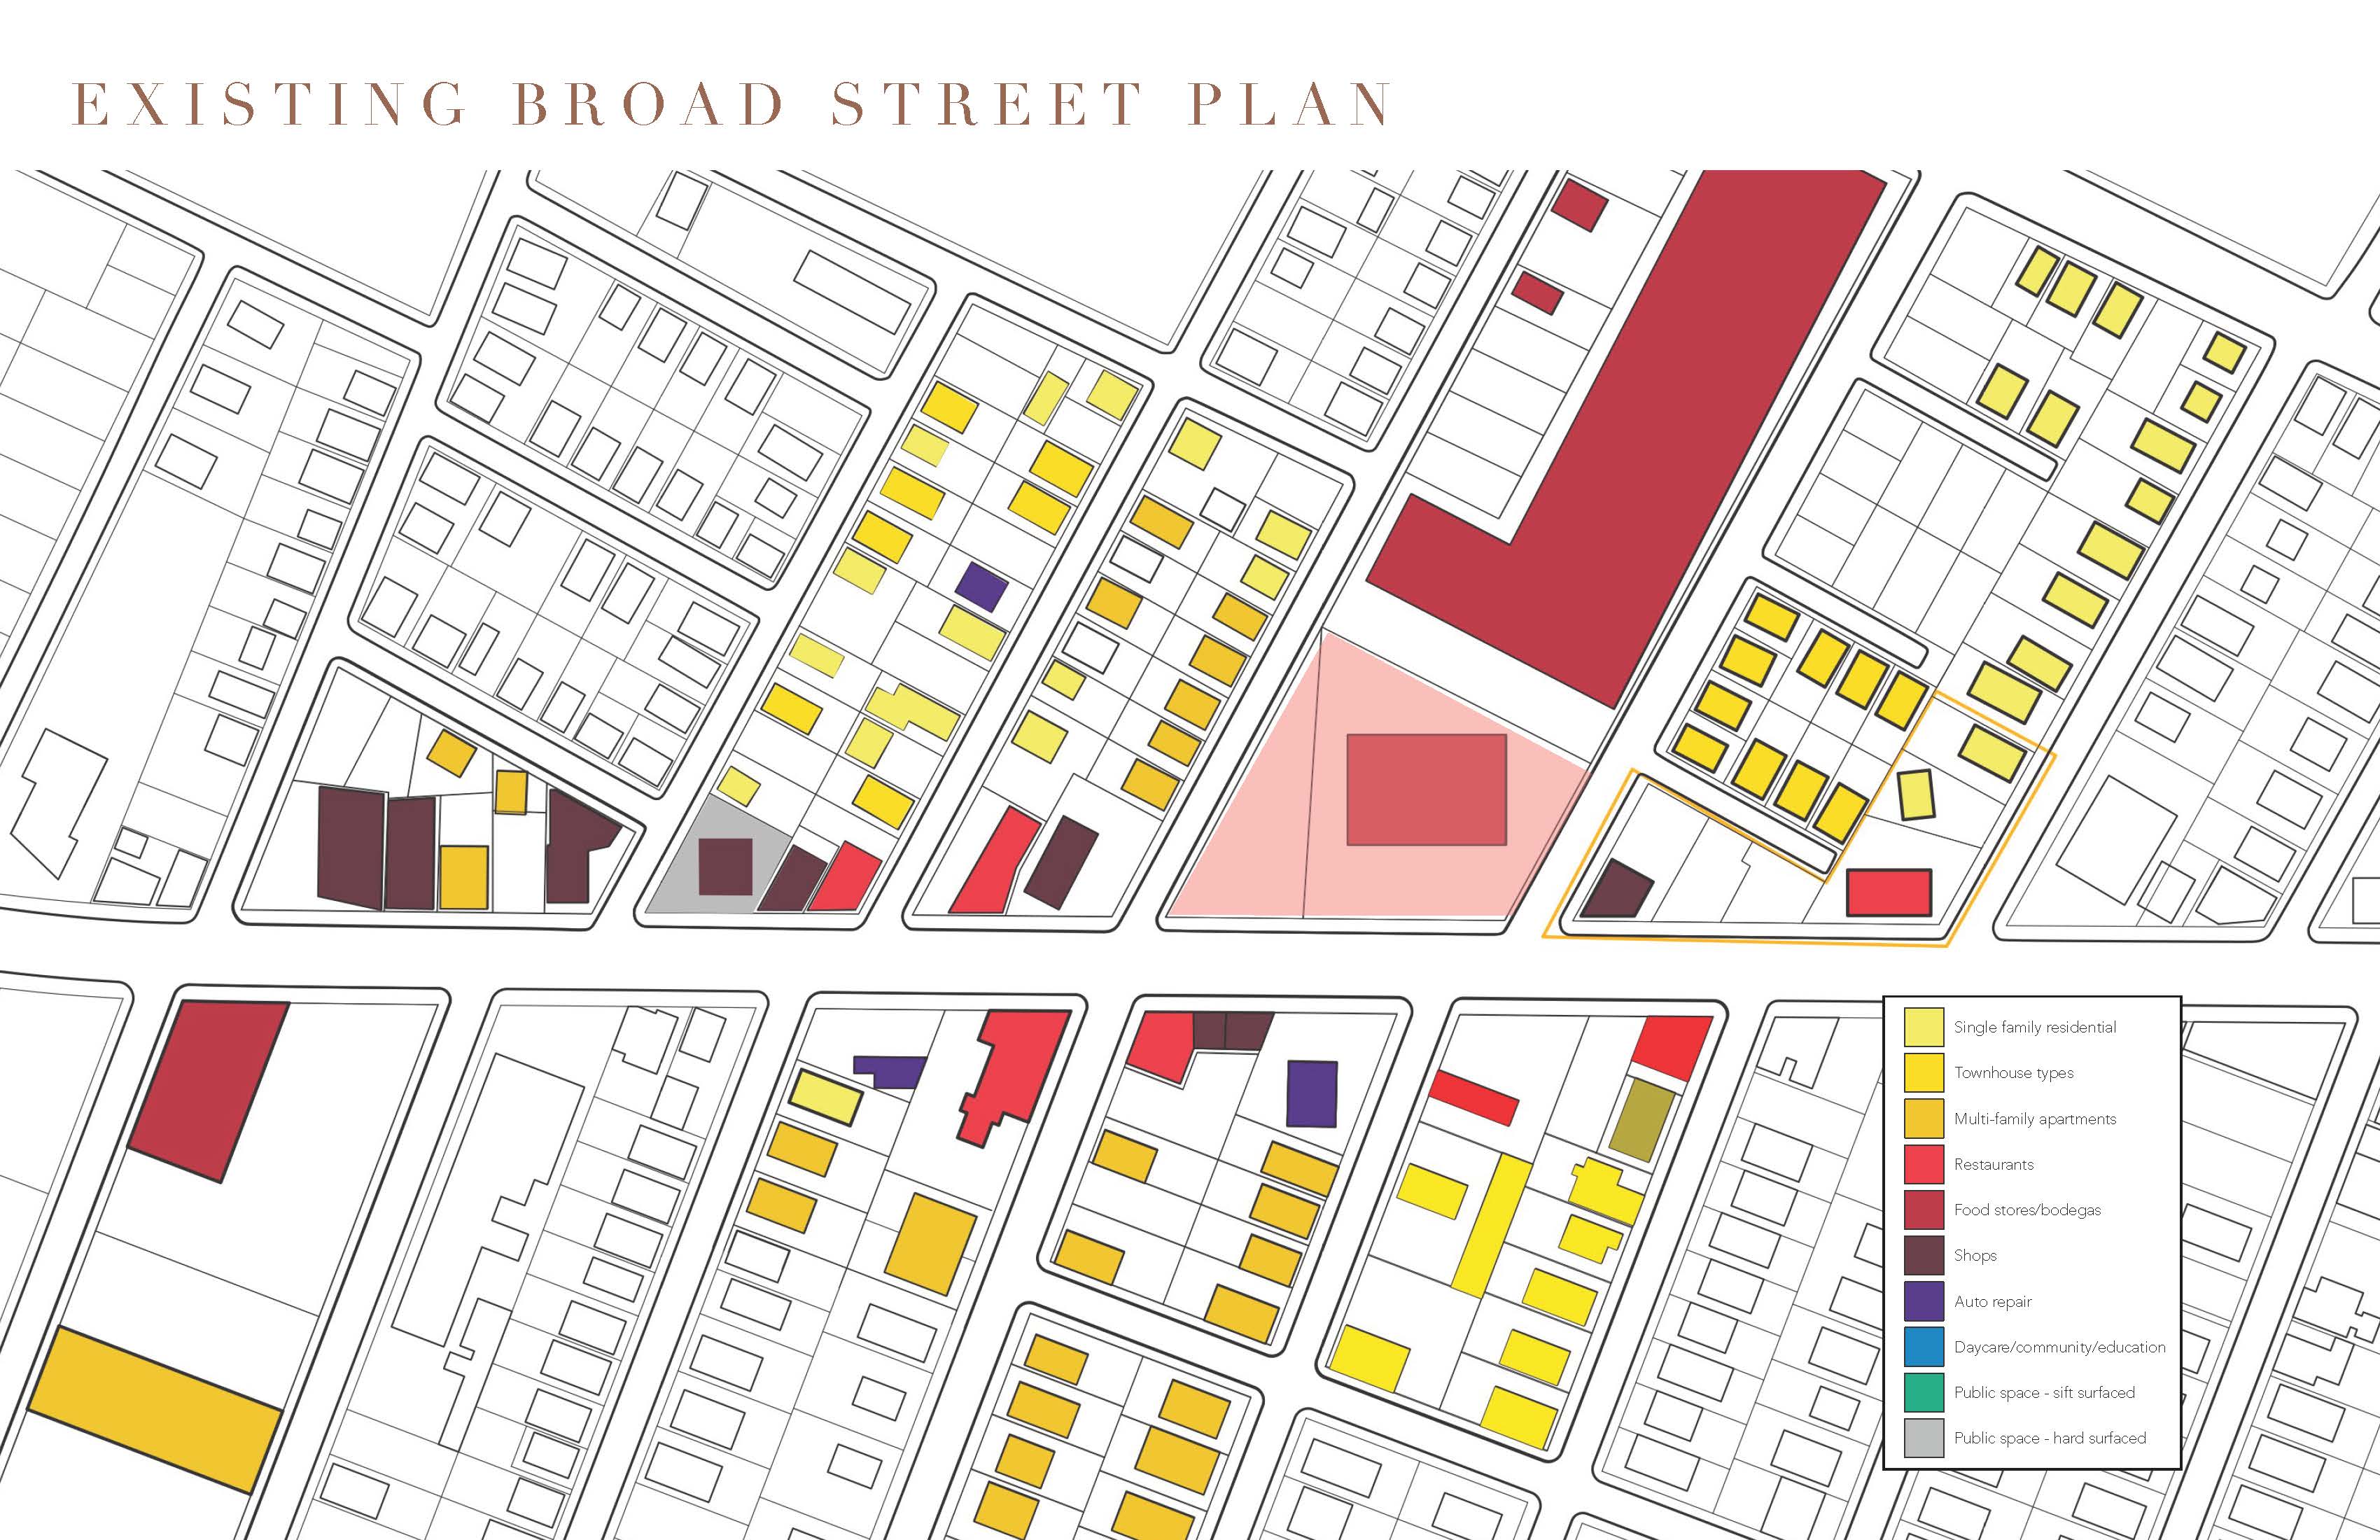 EXISTING BROAD STREET PLAN
Single family residential
Townhouse types
Multi-family apartments
Restaurants
Food stores/bodegas
Shops
Auto repair
Daycare/community/education
Public space - sift surfaced
Public space - hard surfaced